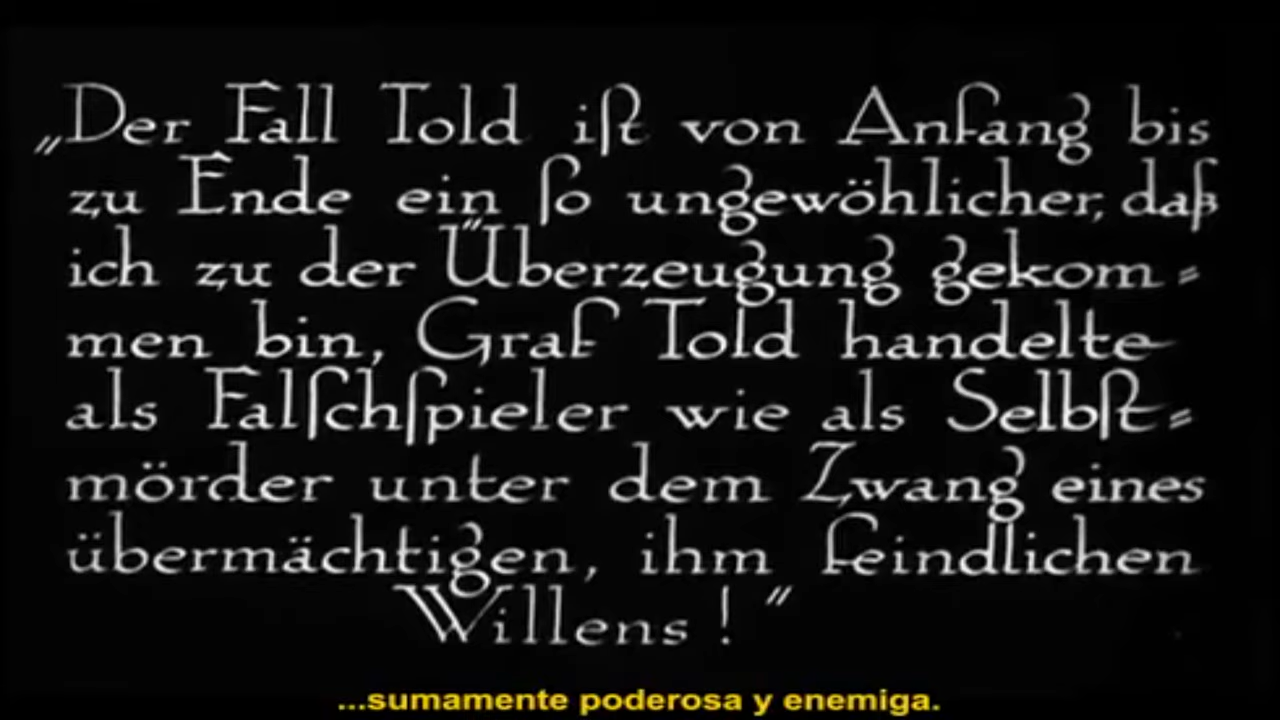 „Der Fall Told iſt von Anfang bis
zu Ende ein ſo ungewöhlicher, daß
ich zu der Überzeugung gekom-
men bin, Graf Told handelte
als Falſchſpieler wie als Selbſt-
mörder unter dem Zwang eines
übermächtigen, ihm feindlichen
Willens!"
...sumamente poderosa y enemiga.